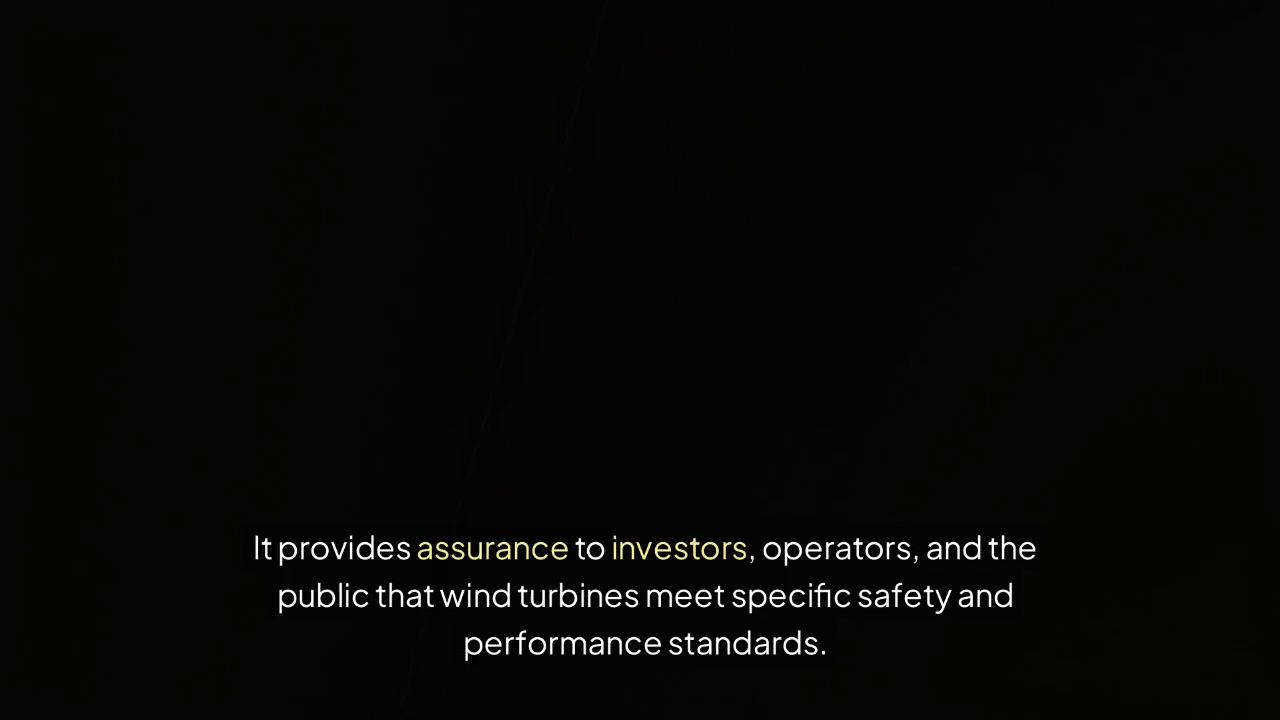 It provides assurance to investors, operators, and the
public that wind turbines meet specific safety and
performance standards.